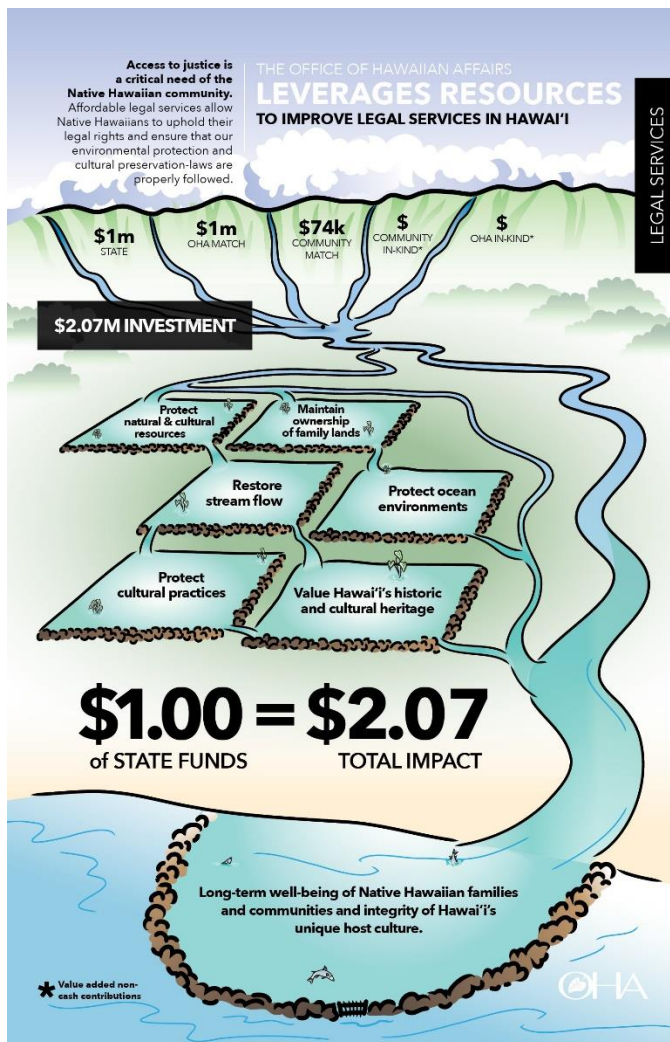 Access to justice is
a critical need of the
Native Hawaiian community.
Affordable legal services allow
Native Hawaiians to uphold their
legal rights and ensure that our
environmental protection and
cultural preservation-laws are
properly followed.
THE OFFICE OF HAWAIIAN AFFAIRS
LEVERAGES RESOURCES
TO IMPROVE LEGAL SERVICES IN HAWAI‘I
LEGAL SERVICES
$1m
STATE
$1m
OHA MATCH
$74k
COMMUNITY
MATCH
$
COMMUNITY
IN-KIND*
$
OHA IN-KIND*
$2.07M INVESTMENT
Protect
natural & cultural
resources
Maintain
ownership
of family lands
Restore
stream flow
Protect ocean
environments
Protect
cultural practices
Value Hawai‘i’s historic
and cultural heritage
$1.00 = $2.07
of STATE FUNDS TOTAL IMPACT
Long-term well-being of Native Hawaiian families
and communities and integrity of Hawai‘i’s
unique host culture.
* Value added non-
cash contributions
OHA